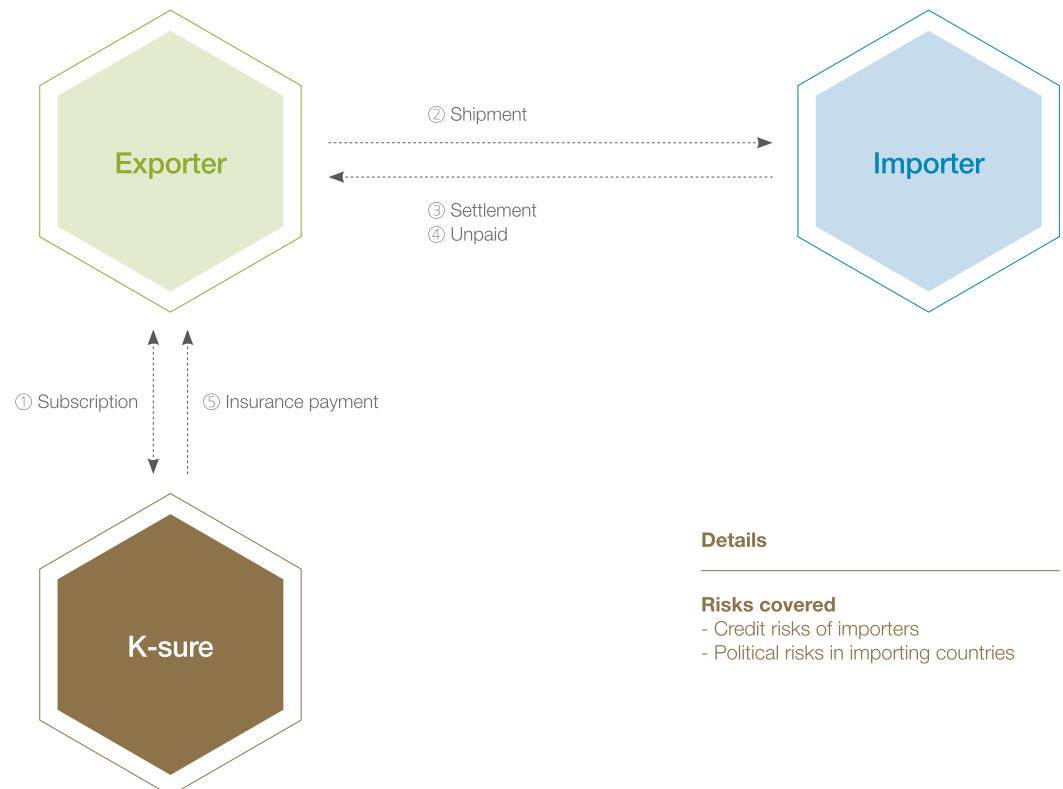 ② Shipment
Exporter
Importer
③ Settlement
④ Unpaid
① Subscription
⑤ Insurance payment
K-sure
Details
Risks covered
- Credit risks of importers
- Political risks in importing countries